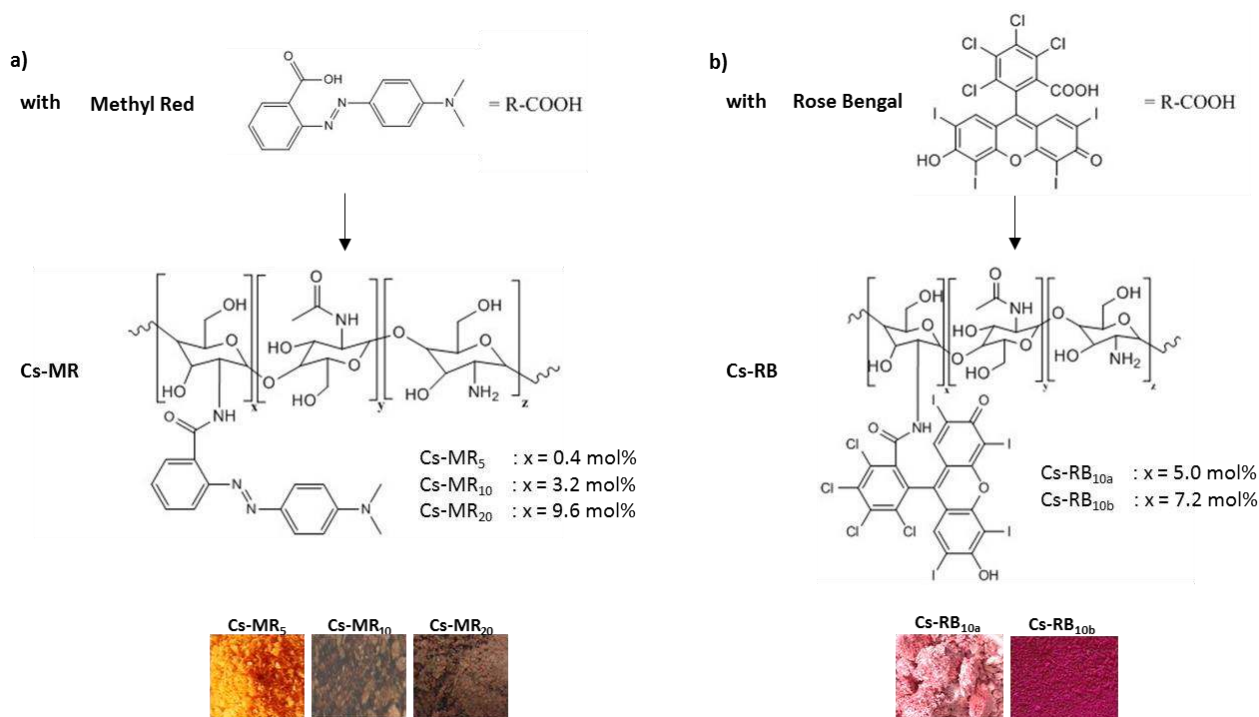 a)
with Methyl Red
O
OH
N
N
N
= R-COOH
b)
with Rose Bengal
Cl
Cl
Cl
Cl
COOH
I
I
HO
O
O
I
I
= R-COOH
Cs-MR
OH
O
NH
O
OH
O
HO
O
O
HO
O
HO
NH2
HO
x
y
z
O
NH
N
N
N
Cs-MR5 : x = 0.4 mol%
Cs-MR10 : x = 3.2 mol%
Cs-MR20 : x = 9.6 mol%
Cs-RB
OH
O
NH
O
OH
O
HO
O
O
HO
O
HO
NH2
HO
x
y
z
O
NH
I
O
I
Cl
Cl
Cl
Cl
O
I
I
OH
Cs-RB10a : x = 5.0 mol%
Cs-RB10b : x = 7.2 mol%
Cs-MR5 Cs-MR10 Cs-MR20
Cs-RB10a Cs-RB10b